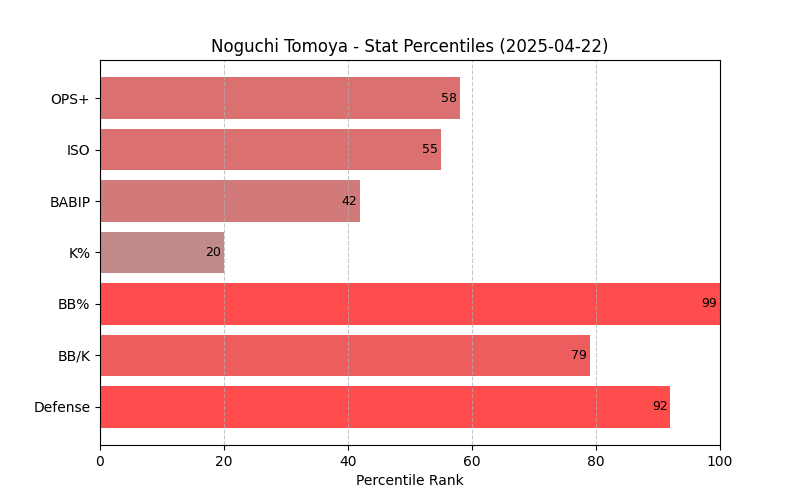 Noguchi Tomoya - Stat Percentiles (2025-04-22)
OPS+ 58
ISO 55
BABIP 42
K% 20
BB% 99
BB/K 79
Defense 92
0 20 40 60 80 100
Percentile Rank